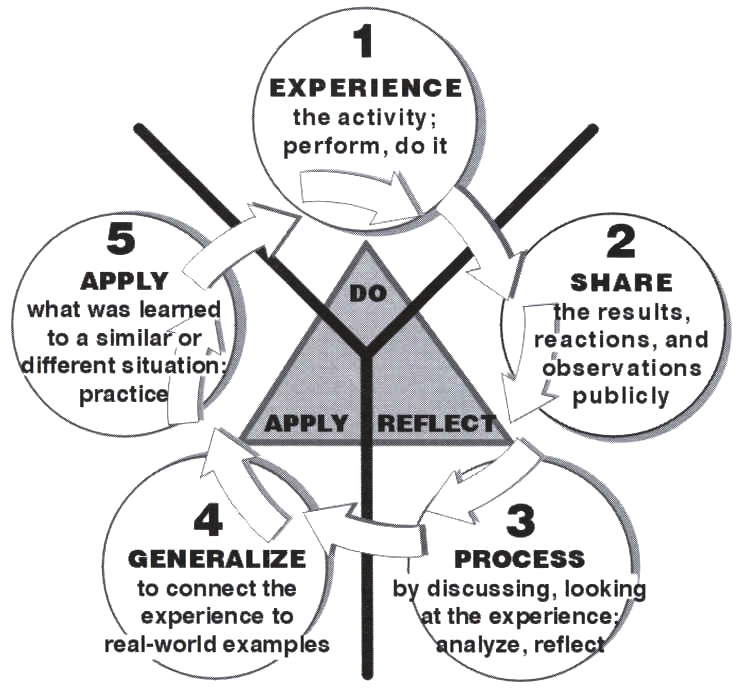 1
EXPERIENCE
the activity;
perform, do it
2
SHARE
the results,
reactions, and
observations
publicly
3
PROCESS
by discussing, looking
at the experience;
analyze, reflect
4
GENERALIZE
to connect the
experience to
real-world examples
5
APPLY
what was learned
to a similar or
different situation;
practice
DO
APPLY
REFLECT